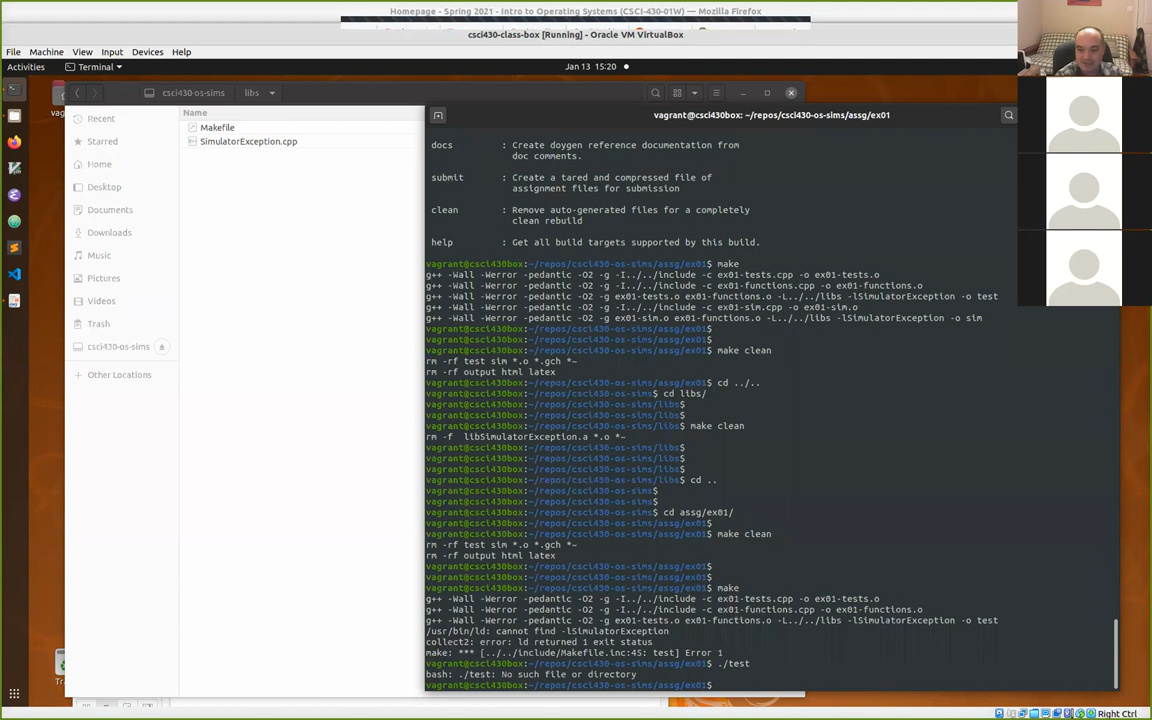 Homepage - Spring 2021 - Intro to Operating Systems (CSCI-430-01W) — Mozilla Firefox
csci430-class-box [Running] - Oracle VM VirtualBox
File Machine View Input Devices Help
Activities Terminal Jan 13 15:20
csci430-os-sims libs
vagrant@csci430box: ~/repos/csci430-os-sims/assg/ex01
vag
Name
Recent
Starred
Home
Desktop
Documents
Downloads
Music
Pictures
Videos
Trash
csci430-os-sims
Other Locations
Makefile
SimulatorException.cpp
Tra
docs : Create doygen reference documentation from
doc comments.
submit : Create a tared and compressed file of
assignment files for submission
clean : Remove auto-generated files for a completely
clean rebuild
help : Get all build targets supported by this build.
vagrant@csci430box:~/repos/csci430-os-sims/assg/ex01$ make
g++ -Wall -Werror -pedantic -O2 -g -I../../include -c ex01-tests.cpp -o ex01-tests.o
g++ -Wall -Werror -pedantic -O2 -g -I../../include -c ex01-functions.cpp -o ex01-functions.o
g++ -Wall -Werror -pedantic -O2 -g ex01-tests.o ex01-functions.o -L../../libs -lSimulatorException -o test
g++ -Wall -Werror -pedantic -O2 -g -I../../include -c ex01-sim.cpp -o ex01-sim.o
g++ -Wall -Werror -pedantic -O2 -g ex01-sim.o ex01-functions.o -L../../libs -lSimulatorException -o sim
vagrant@csci430box:~/repos/csci430-os-sims/assg/ex01$
vagrant@csci430box:~/repos/csci430-os-sims/assg/ex01$
vagrant@csci430box:~/repos/csci430-os-sims/assg/ex01$ make clean
rm -rf test sim *.o *.gch *~
rm -rf output html latex
vagrant@csci430box:~/repos/csci430-os-sims/assg/ex01$ cd ../..
vagrant@csci430box:~/repos/csci430-os-sims$ cd libs/
vagrant@csci430box:~/repos/csci430-os-sims/libs$
vagrant@csci430box:~/repos/csci430-os-sims/libs$
vagrant@csci430box:~/repos/csci430-os-sims/libs$ make clean
rm -f libSimulatorException.a *.o *~
vagrant@csci430box:~/repos/csci430-os-sims/libs$
vagrant@csci430box:~/repos/csci430-os-sims/libs$
vagrant@csci430box:~/repos/csci430-os-sims/libs$
vagrant@csci430box:~/repos/csci430-os-sims/libs$ cd ..
vagrant@csci430box:~/repos/csci430-os-sims$
vagrant@csci430box:~/repos/csci430-os-sims$
vagrant@csci430box:~/repos/csci430-os-sims$ cd assg/ex01/
vagrant@csci430box:~/repos/csci430-os-sims/assg/ex01$
vagrant@csci430box:~/repos/csci430-os-sims/assg/ex01$ make clean
rm -rf test sim *.o *.gch *~
rm -rf output html latex
vagrant@csci430box:~/repos/csci430-os-sims/assg/ex01$
vagrant@csci430box:~/repos/csci430-os-sims/assg/ex01$
vagrant@csci430box:~/repos/csci430-os-sims/assg/ex01$ make
g++ -Wall -Werror -pedantic -O2 -g -I../../include -c ex01-tests.cpp -o ex01-tests.o
g++ -Wall -Werror -pedantic -O2 -g -I../../include -c ex01-functions.cpp -o ex01-functions.o
g++ -Wall -Werror -pedantic -O2 -g ex01-tests.o ex01-functions.o -L../../libs -lSimulatorException -o test
/usr/bin/ld: cannot find -lSimulatorException
collect2: error: ld returned 1 exit status
make: *** [../../include/Makefile.inc:45: test] Error 1
vagrant@csci430box:~/repos/csci430-os-sims/assg/ex01$ ./test
bash: ./test: No such file or directory
vagrant@csci430box:~/repos/csci430-os-sims/assg/ex01$
Right Ctrl